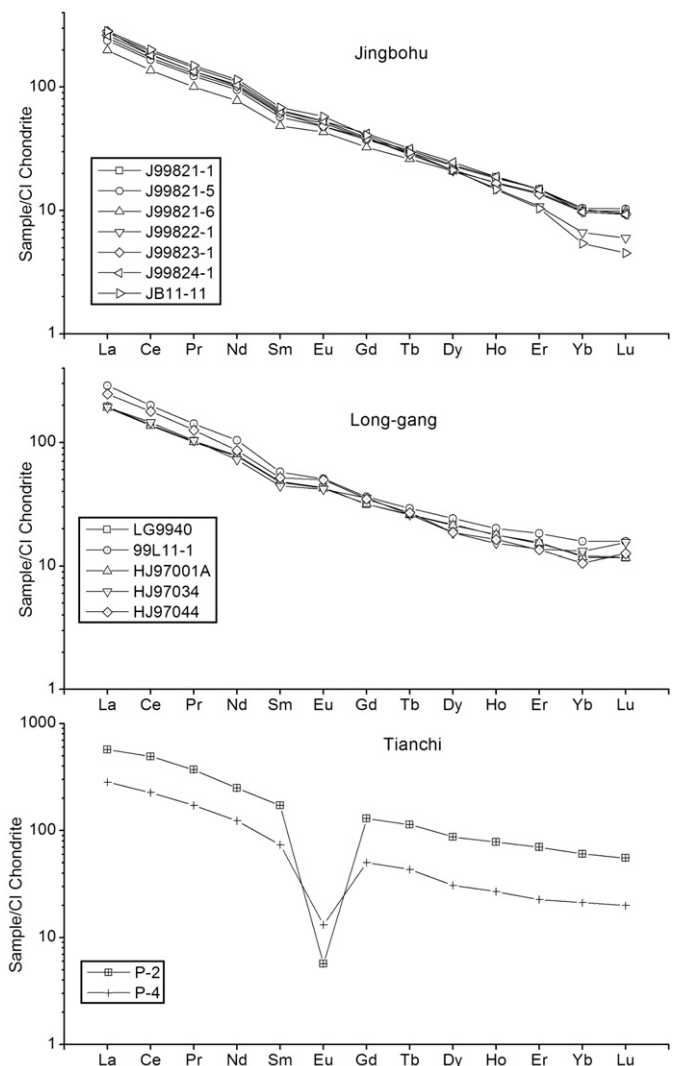 Jingbohu
100
10
1
Sample/CI Chondrite
J99821-1
J99821-5
J99821-6
J99822-1
J99823-1
J99824-1
JB11-11
La Ce Pr Nd Sm Eu Gd Tb Dy Ho Er Yb Lu
Long-gang
100
10
1
Sample/CI Chondrite
LG9940
99L11-1
HJ97001A
HJ97034
HJ97044
La Ce Pr Nd Sm Eu Gd Tb Dy Ho Er Yb Lu
1000
Tianchi
100
10
1
Sample/CI Chondrite
P-2
P-4
La Ce Pr Nd Sm Eu Gd Tb Dy Ho Er Yb Lu